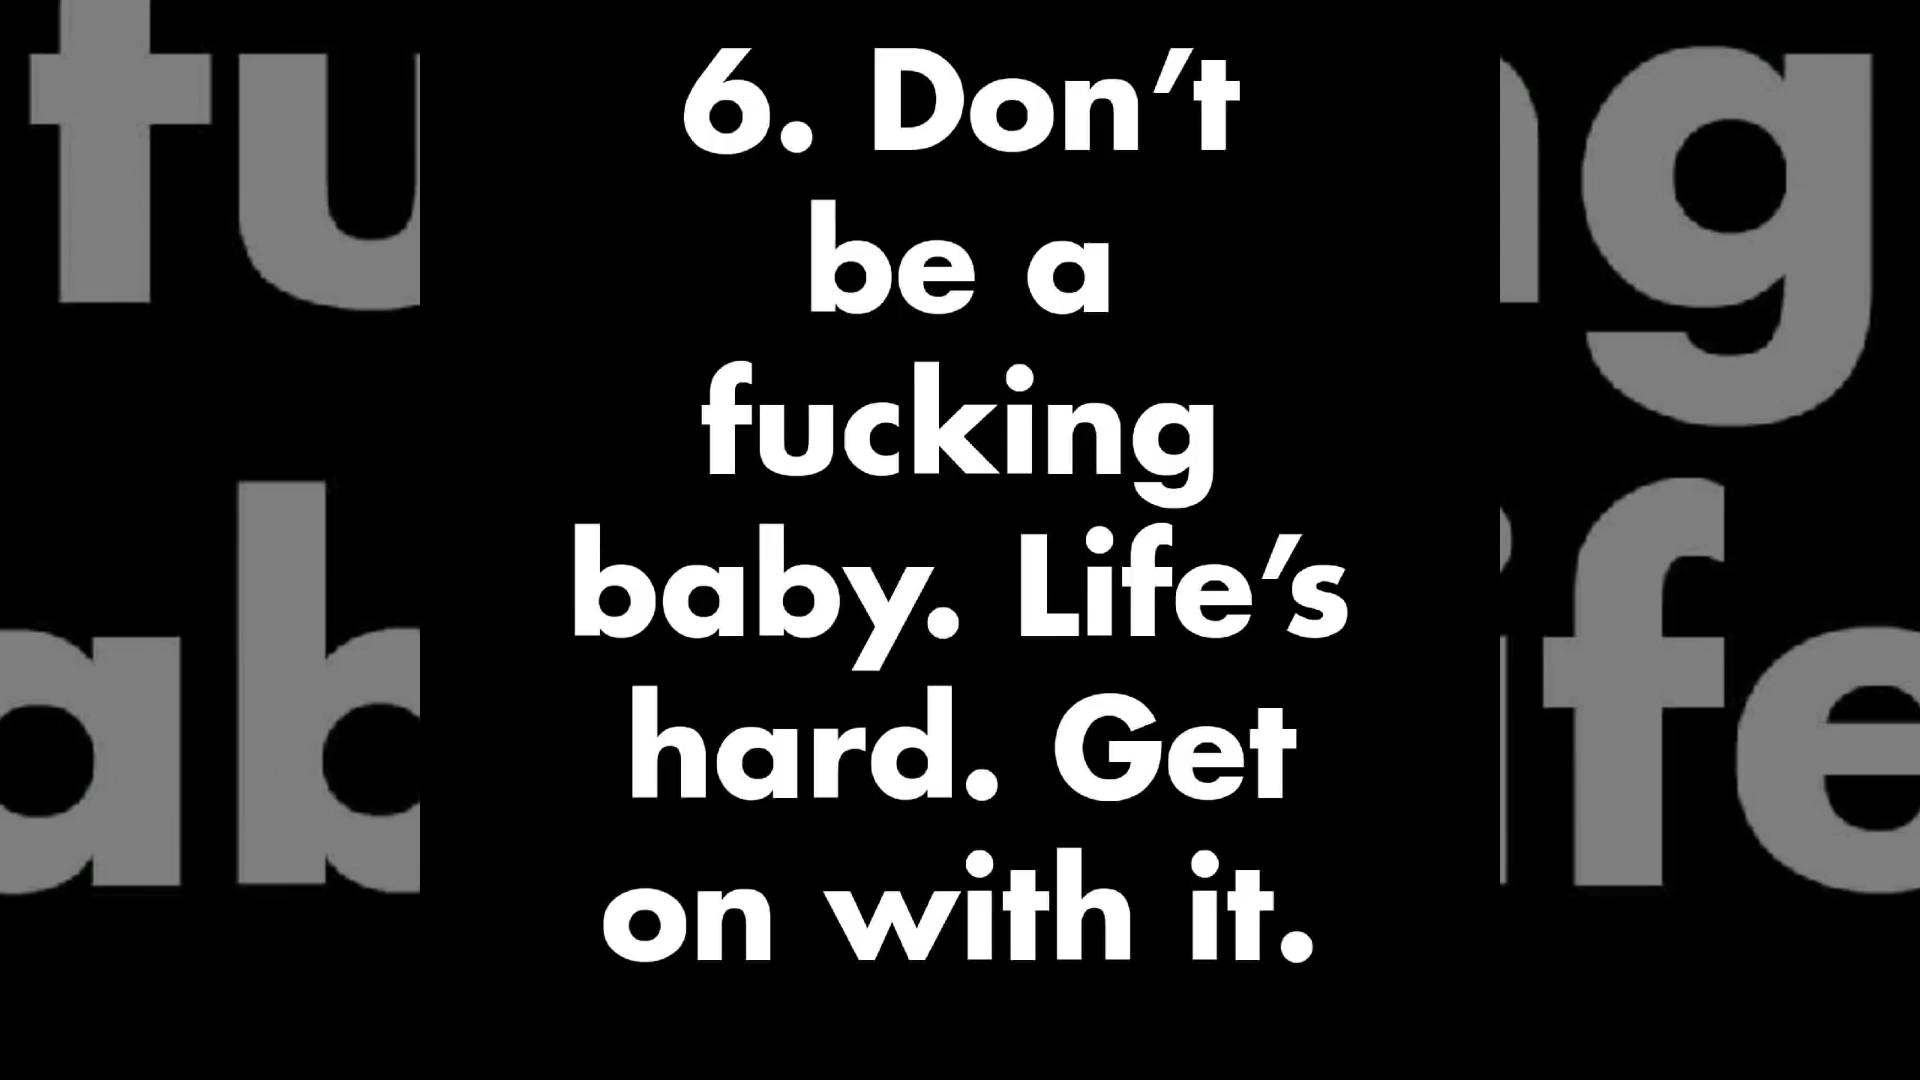 6. Don’t
be a
fucking
baby. Life’s
hard. Get
on with it.